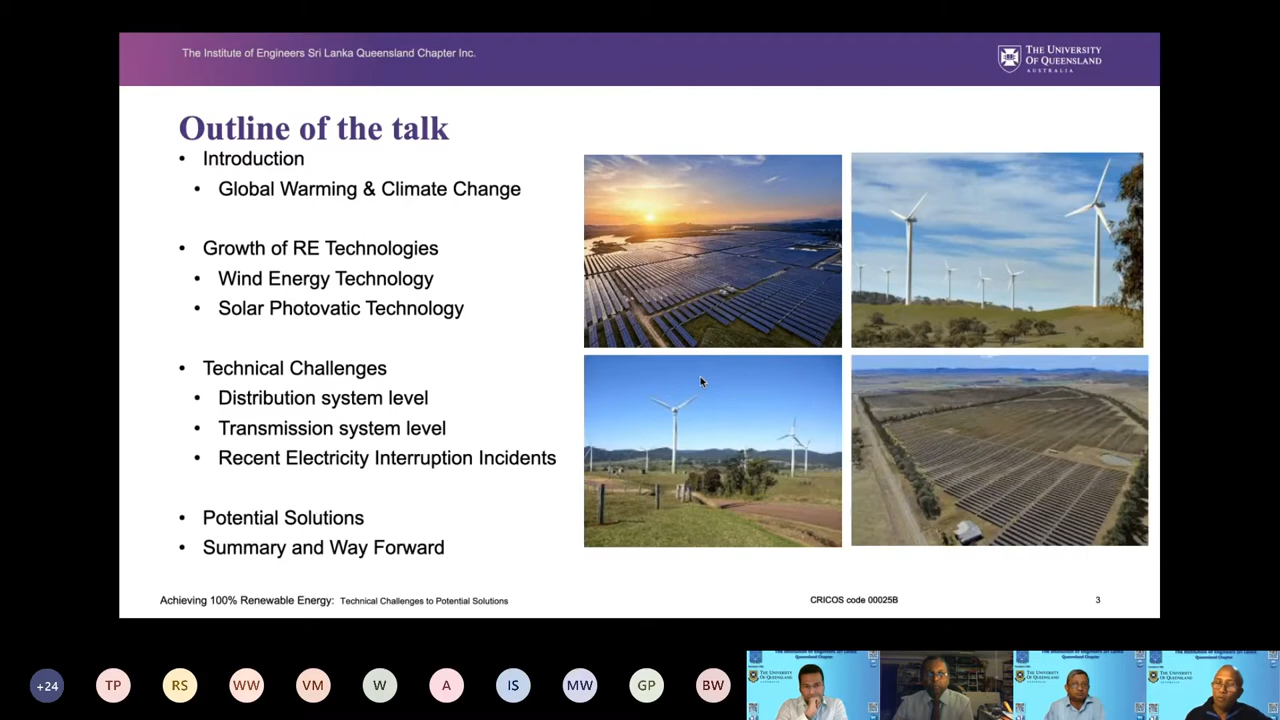 The Institute of Engineers Sri Lanka Queensland Chapter Inc.
THE UNIVERSITY
OF QUEENSLAND
AUSTRALIA
Outline of the talk
• Introduction
• Global Warming & Climate Change
• Growth of RE Technologies
• Wind Energy Technology
• Solar Photovatic Technology
• Technical Challenges
• Distribution system level
• Transmission system level
• Recent Electricity Interruption Incidents
• Potential Solutions
• Summary and Way Forward
Achieving 100% Renewable Energy: Technical Challenges to Potential Solutions
CRICOS code 00025B
3
+24
TP
RS
WW
VM
W
A
IS
MW
GP
BW